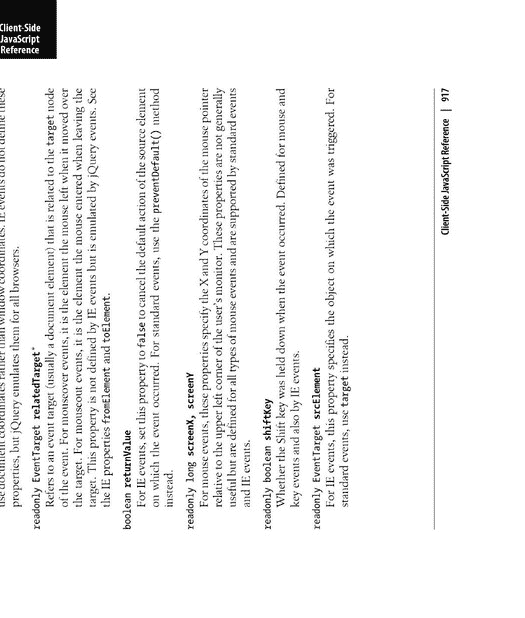 Client-Side
JavaScript
Reference
use document coordinates rather than window coordinates. IE events do not define these
properties, but jQuery emulates them for all browsers.
readonly EventTarget relatedTarget*
Refers to an event target (usually a document element) that is related to the target node
of the event. For mouseover events, it is the element the mouse left when it moved over
the target. For mouseout events, it is the element the mouse entered when leaving the
target. This property is not defined by IE events but is emulated by jQuery events. See
the IE properties fromElement and toElement.
boolean returnValue
For IE events, set this property to false to cancel the default action of the source element
on which the event occurred. For standard events, use the preventDefault() method
instead.
readonly long screenX, screenY
For mouse events, these properties specify the X and Y coordinates of the mouse pointer
relative to the upper left corner of the user's monitor. These properties are not generally
useful but are defined for all types of mouse events and are supported by standard events
and IE events.
readonly boolean shiftKey
Whether the Shift key was held down when the event occurred. Defined for mouse and
key events and also by IE events.
readonly EventTarget srcElement
For IE events, this property specifies the object on which the event was triggered. For
standard events, use target instead.
Client-Side JavaScript Reference | 917